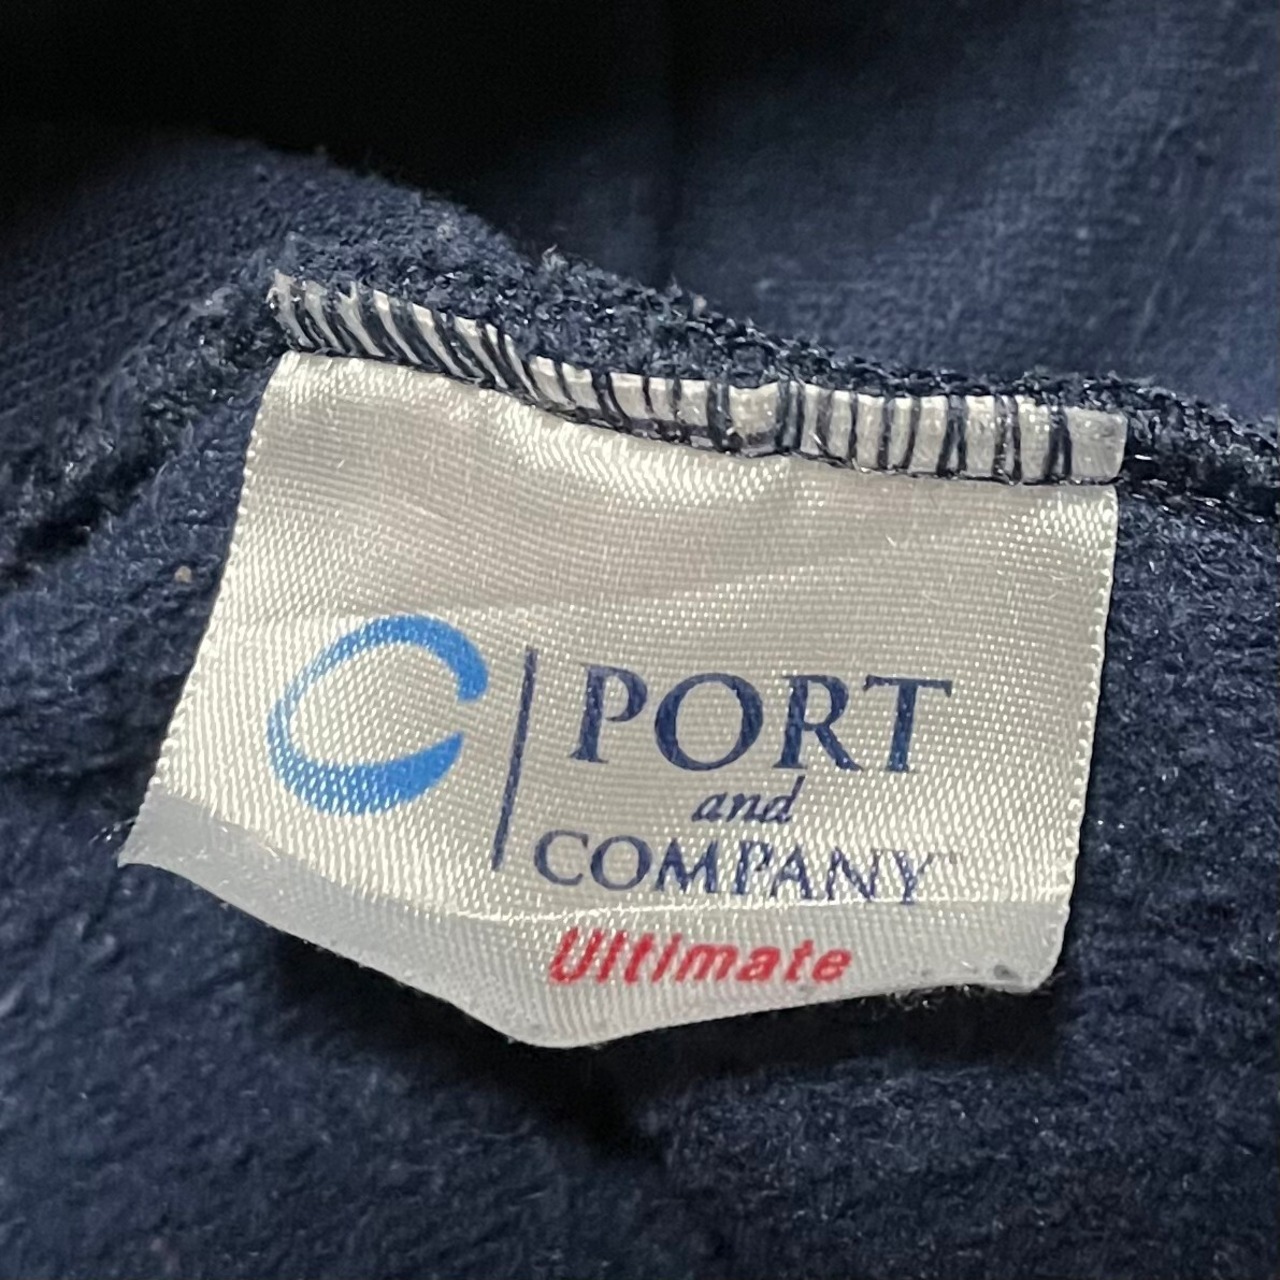 PORT
and
COMPANY
Ultimate